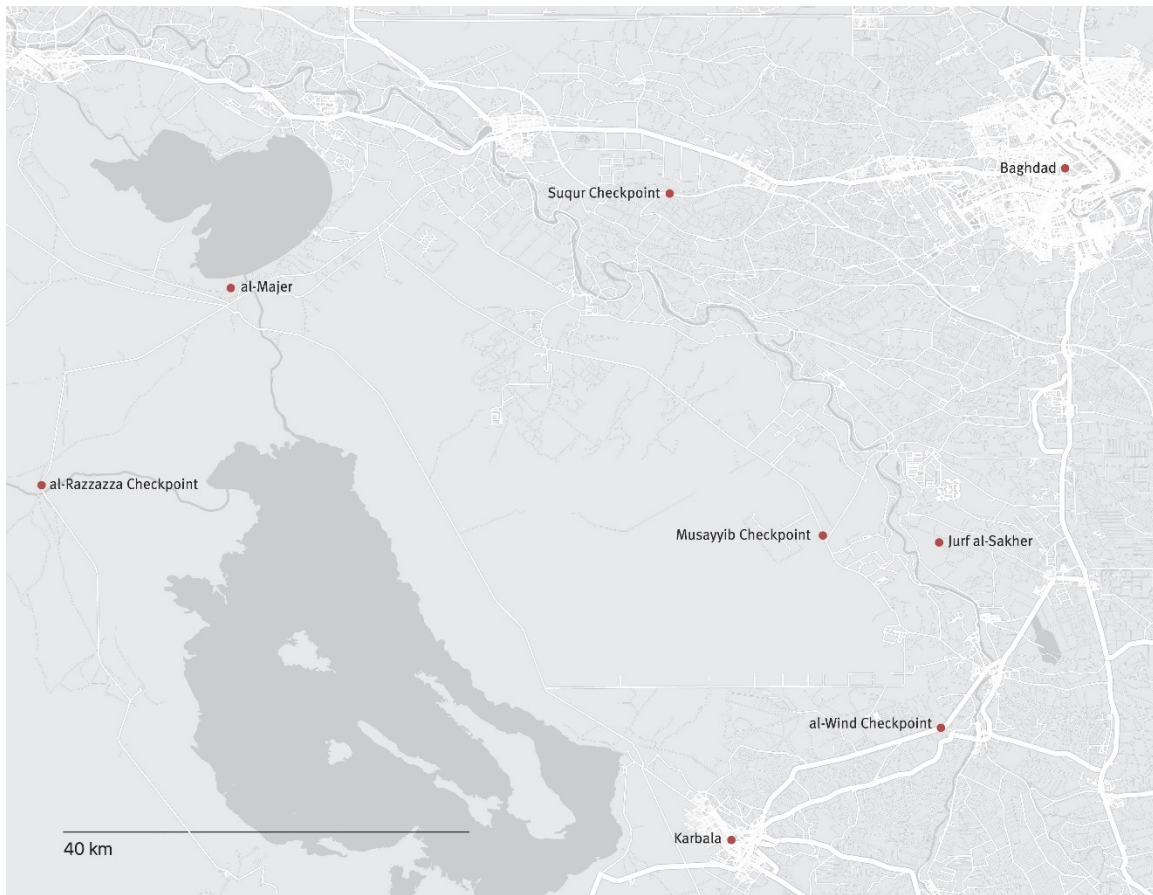 Baghdad
Suqur Checkpoint
al-Majer
al-Razzazza Checkpoint
Musayyib Checkpoint
Jurf al-Sakher
al-Wind Checkpoint
Karbala
40 km